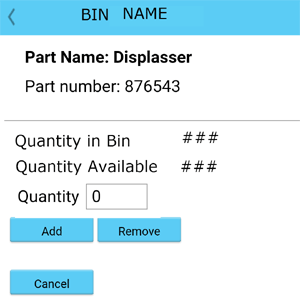 BIN NAME
Part Name: Displasser
Part number: 876543
Quantity in Bin ###
Quantity Available ###
Quantity 0
Add Remove
Cancel